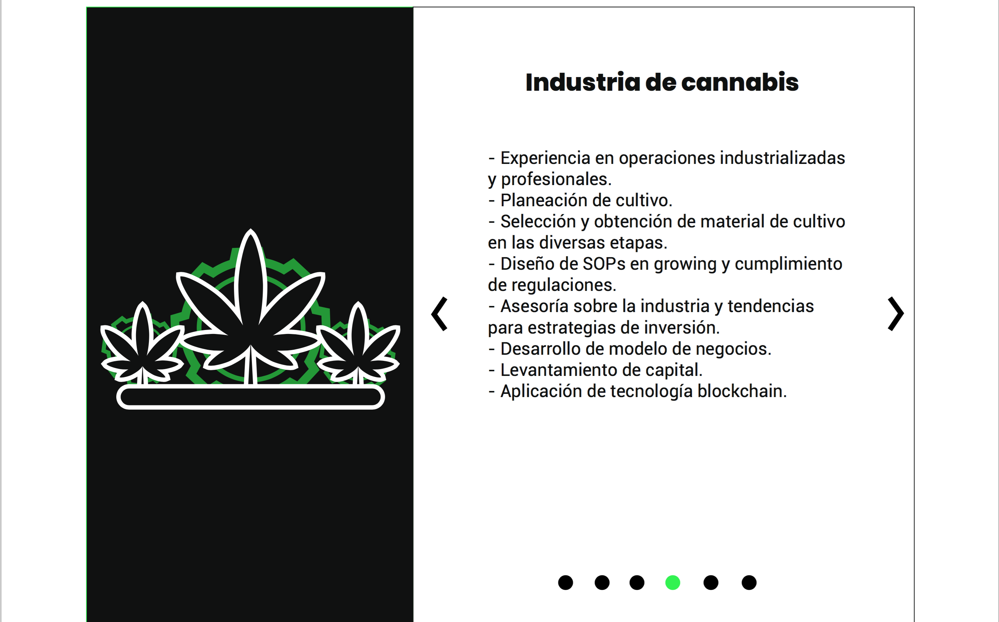 Industria de cannabis
- Experiencia en operaciones industrializadas
y profesionales.
- Planeación de cultivo.
- Selección y obtención de material de cultivo
en las diversas etapas.
- Diseño de SOPs en growing y cumplimiento
de regulaciones.
- Asesoría sobre la industria y tendencias
para estrategias de inversión.
- Desarrollo de modelo de negocios.
- Levantamiento de capital.
- Aplicación de tecnología blockchain.